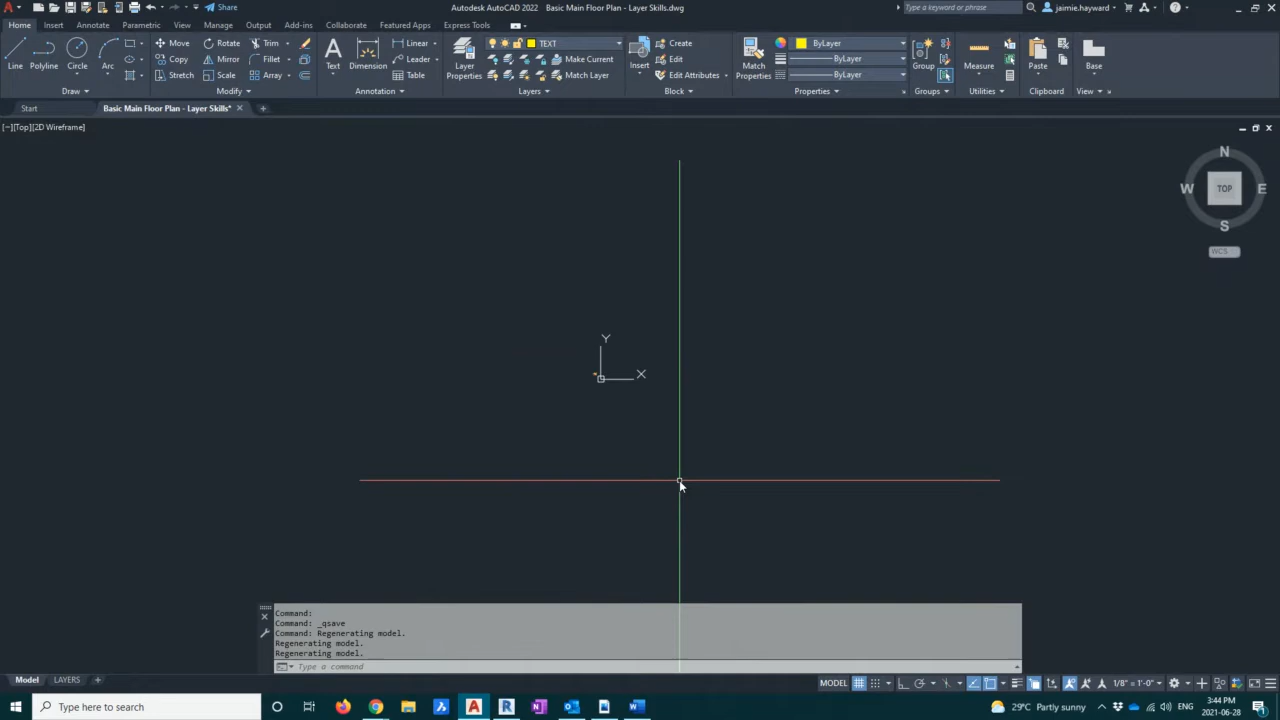 Share
Autodesk AutoCAD 2022 Basic Main Floor Plan - Layer Skills.dwg
Type a keyword or phrase
jaimie.hayward
Home Insert Annotate Parametric View Manage Output Add-ins Collaborate Featured Apps Express Tools
Line Polyline Circle Arc
Move Rotate Trim
Copy Mirror Fillet
Stretch Scale Array
Text Dimension
Linear
Leader
Table
Layer Properties
TEXT
Make Current
Match Layer
Insert
Create
Edit
Edit Attributes
Match Properties
ByLayer
ByLayer
ByLayer
Group
Measure
Paste
Base
Draw Modify Annotation Layers Block Properties Groups Utilities Clipboard View
Start
Basic Main Floor Plan - Layer Skills*
[−][Top][2D Wireframe]
N
W TOP E
S
WCS
Y
X
Command:
Command: _qsave
Command: Regenerating model.
Regenerating model.
Regenerating model.
Type a command
Model LAYERS
MODEL
1/8" = 1'-0"
Type here to search
29°C Partly sunny
ENG
3:44 PM
2021-06-28